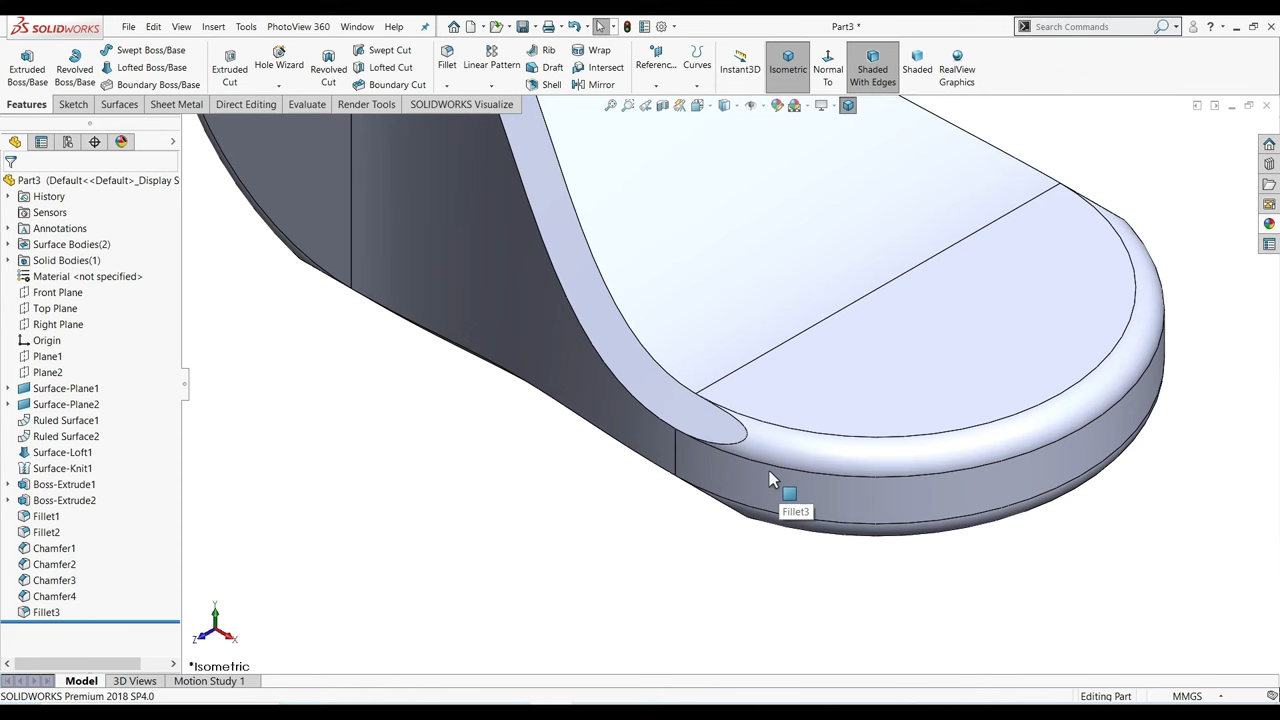 SOLIDWORKS File Edit View Insert Tools PhotoView 360 Window Help Part3 * Search Commands ?
Extruded Boss/Base
Revolved Boss/Base
Swept Boss/Base
Lofted Boss/Base
Boundary Boss/Base
Extruded Cut
Hole Wizard
Revolved Cut
Swept Cut
Lofted Cut
Boundary Cut
Fillet
Linear Pattern
Rib
Draft
Shell
Wrap
Intersect
Mirror
Referenc...
Curves
Instant3D
Isometric
Normal To
Shaded With Edges
Shaded
RealView Graphics
Features Sketch Surfaces Sheet Metal Direct Editing Evaluate Render Tools SOLIDWORKS Visualize
Part3 (Default<<Default>_Display S
History
Sensors
Annotations
Surface Bodies(2)
Solid Bodies(1)
Material <not specified>
Front Plane
Top Plane
Right Plane
Origin
Plane1
Plane2
Surface-Plane1
Surface-Plane2
Ruled Surface1
Ruled Surface2
Surface-Loft1
Surface-Knit1
Boss-Extrude1
Boss-Extrude2
Fillet1
Fillet2
Chamfer1
Chamfer2
Chamfer3
Chamfer4
Fillet3
Fillet3
Y
Z
X
*Isometric
Model 3D Views Motion Study 1
SOLIDWORKS Premium 2018 SP4.0 Editing Part MMGS